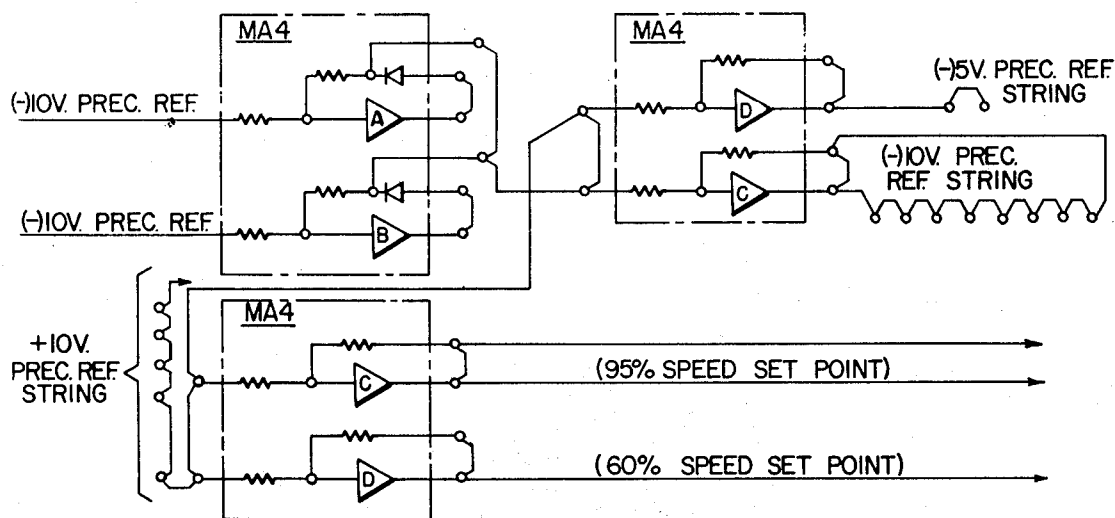 MA4
(-)10V. PREC. REF.
A
(-)10V. PREC. REF.
B
MA4
D
C
(-)5V. PREC. REF.
STRING
(-)10V. PREC.
REF. STRING
+10V.
PREC. REF.
STRING
MA4
C
D
(95% SPEED SET POINT)
(60% SPEED SET POINT)